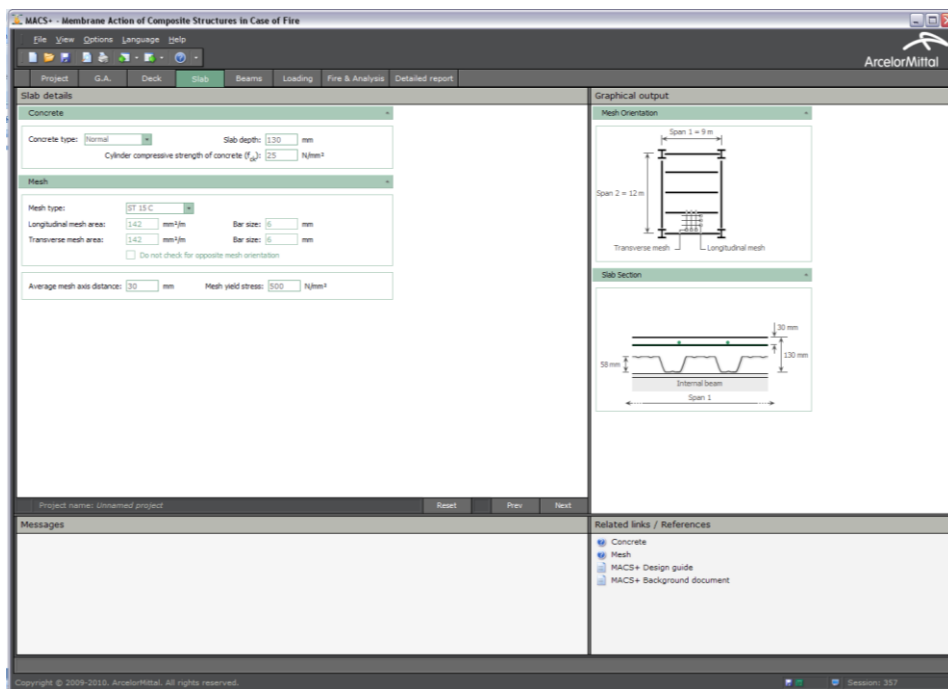 MACS+ - Membrane Action of Composite Structures in Case of Fire
File View Options Language Help
ArcelorMittal
Project G.A. Deck Slab Beams Loading Fire & Analysis Detailed report
Slab details
Concrete
Concrete type: Normal Slab depth: 130 mm
Cylinder compressive strength of concrete (fck): 25 N/mm²
Mesh
Mesh type: ST 15 C
Longitudinal mesh area: 142 mm²/m Bar size: 6 mm
Transverse mesh area: 142 mm²/m Bar size: 6 mm
Do not check for opposite mesh orientation
Average mesh axis distance: 30 mm Mesh yield stress: 500 N/mm²
Project name: Unnamed project Reset Prev Next
Graphical output
Mesh Orientation
Span 1 = 9 m
Span 2 = 12 m
Transverse mesh Longitudinal mesh
Slab Section
30 mm
130 mm
58 mm
Internal beam
Span 1
Messages
Related links / References
Concrete
Mesh
MACS+ Design guide
MACS+ Background document
Copyright © 2009-2010. ArcelorMittal. All rights reserved. Session: 357